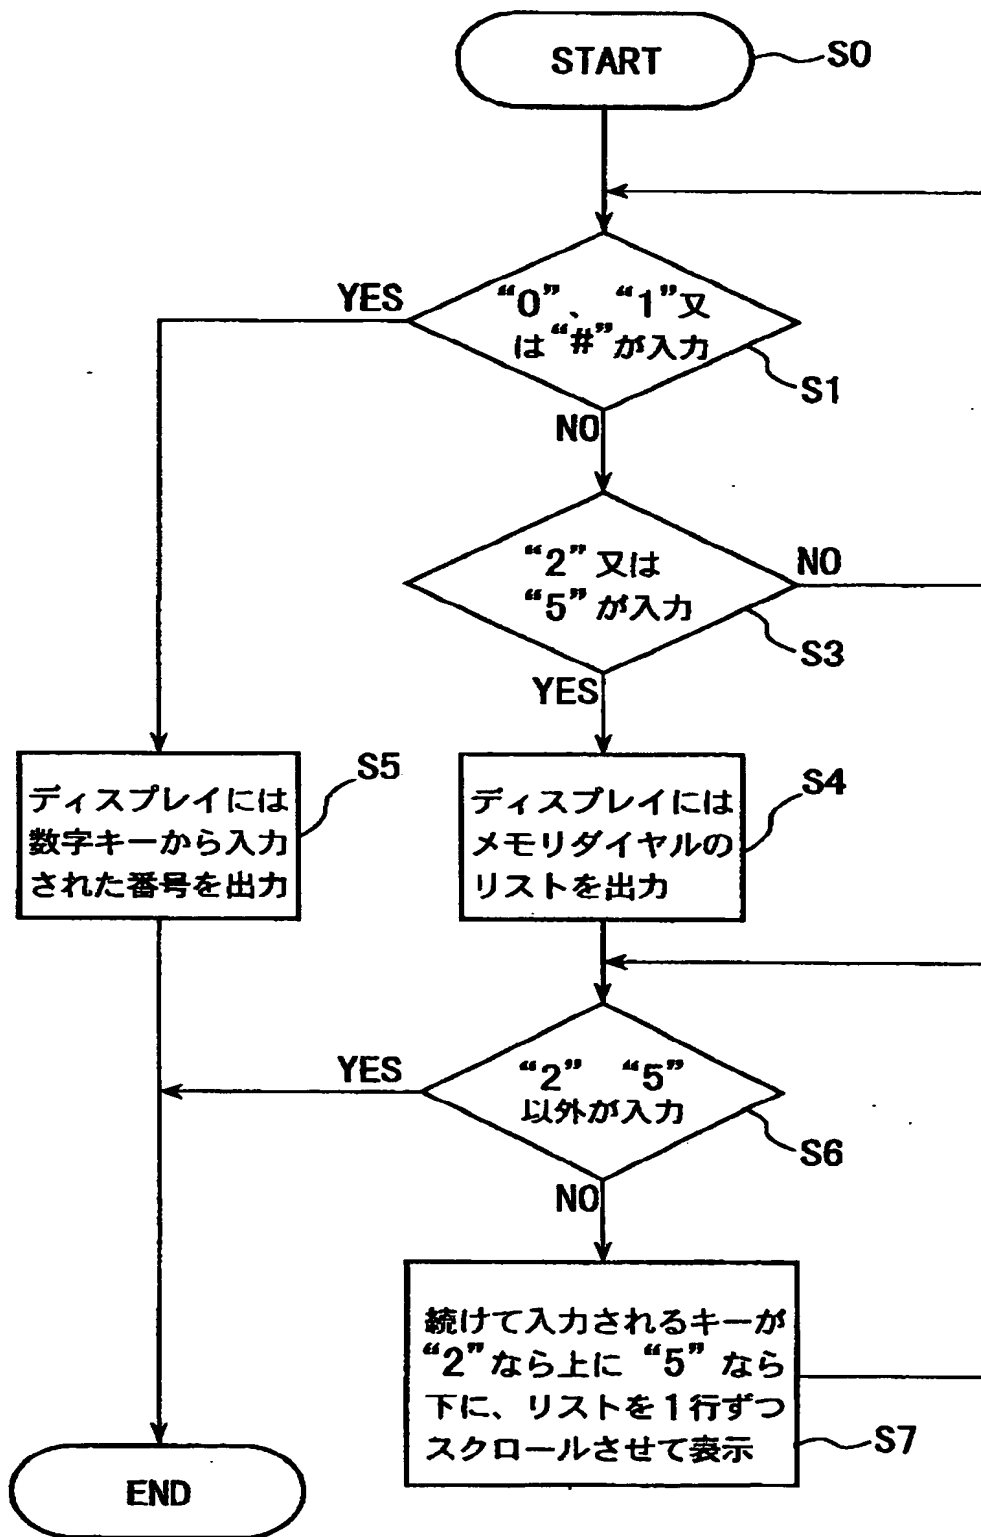 START
S0
YES
“0”、“1”又
は“#”が入力
S1
NO
“2”又は
“5”が入力
NO
S3
YES
ディスプレイには
数字キーから入力
された番号を出力
S5
ディスプレイには
メモリダイヤルの
リストを出力
S4
YES
“2” “5”
以外が入力
S6
NO
続けて入力されるキーが
“2”なら上に“5”なら
下に、リストを1行ずつ
スクロールさせて表示
S7
END